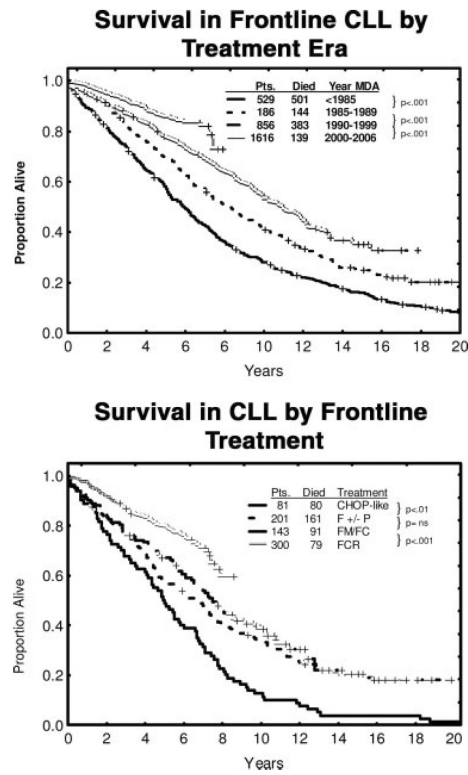 Survival in Frontline CLL by
Treatment Era
Pts. Died Year MDA
529 501 <1985
186 144 1985-1989
856 383 1990-1999
1616 139 2000-2006
} p<.001
} p<.001
} p<.001
Proportion Alive
1.0
0.8
0.6
0.4
0.2
0.0
0 2 4 6 8 10 12 14 16 18 20
Years
Survival in CLL by Frontline
Treatment
Pts. Died Treatment
81 80 CHOP-like
201 161 F +/- P
143 91 FM/FC
300 79 FCR
} p<.01
} p= ns
} p<.001
Proportion Alive
1.0
0.8
0.6
0.4
0.2
0.0
0 2 4 6 8 10 12 14 16 18 20
Years